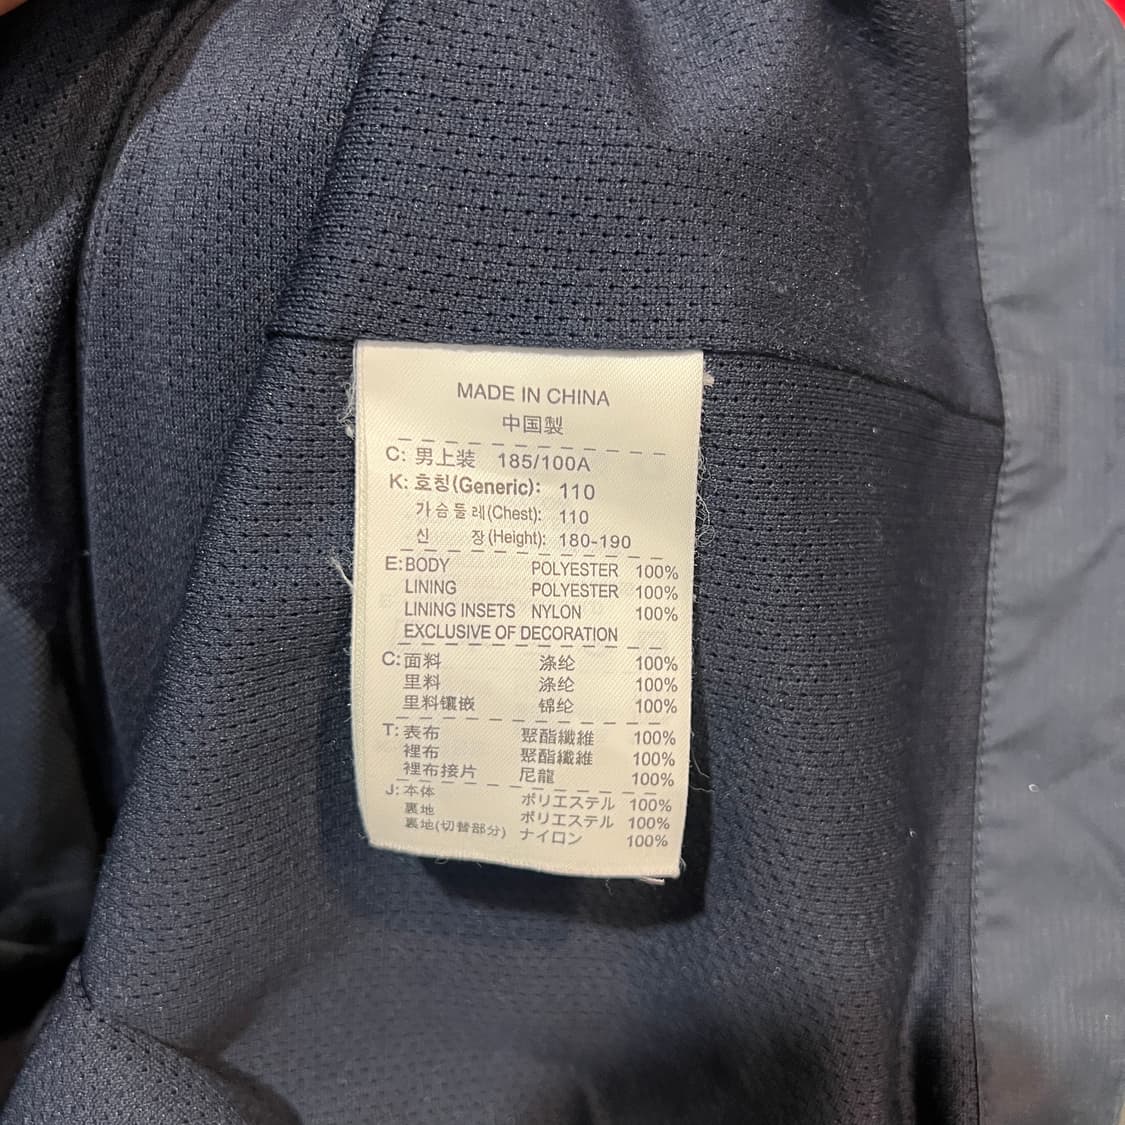 MADE IN CHINA
中国製
C: 男上装 185/100A
K: 호칭(Generic): 110
가슴둘레(Chest): 110
신 장(Height): 180-190
E: BODY POLYESTER 100%
LINING POLYESTER 100%
LINING INSETS NYLON 100%
EXCLUSIVE OF DECORATION
C: 面料 涤纶 100%
里料 涤纶 100%
里料镶嵌 锦纶 100%
T: 表布 聚酯纖維 100%
裡布 聚酯纖維 100%
裡布接片 尼龍 100%
J: 本体 ポリエステル 100%
裏地 ポリエステル 100%
裏地(切替部分) ナイロン 100%